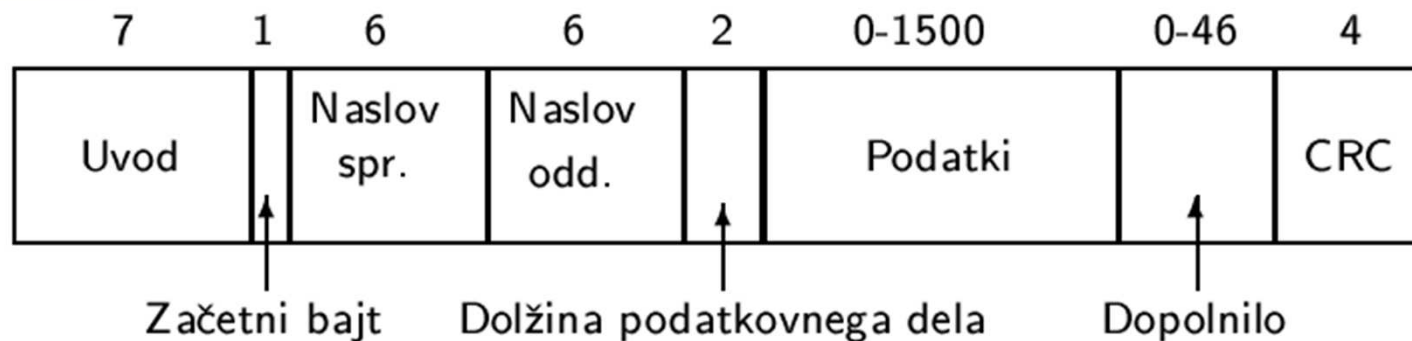 7 1 6 6 2 0-1500 0-46 4
Uvod
Naslov
spr.
Naslov
odd.
Podatki
CRC
Začetni bajt
Dolžina podatkovnega dela
Dopolnilo